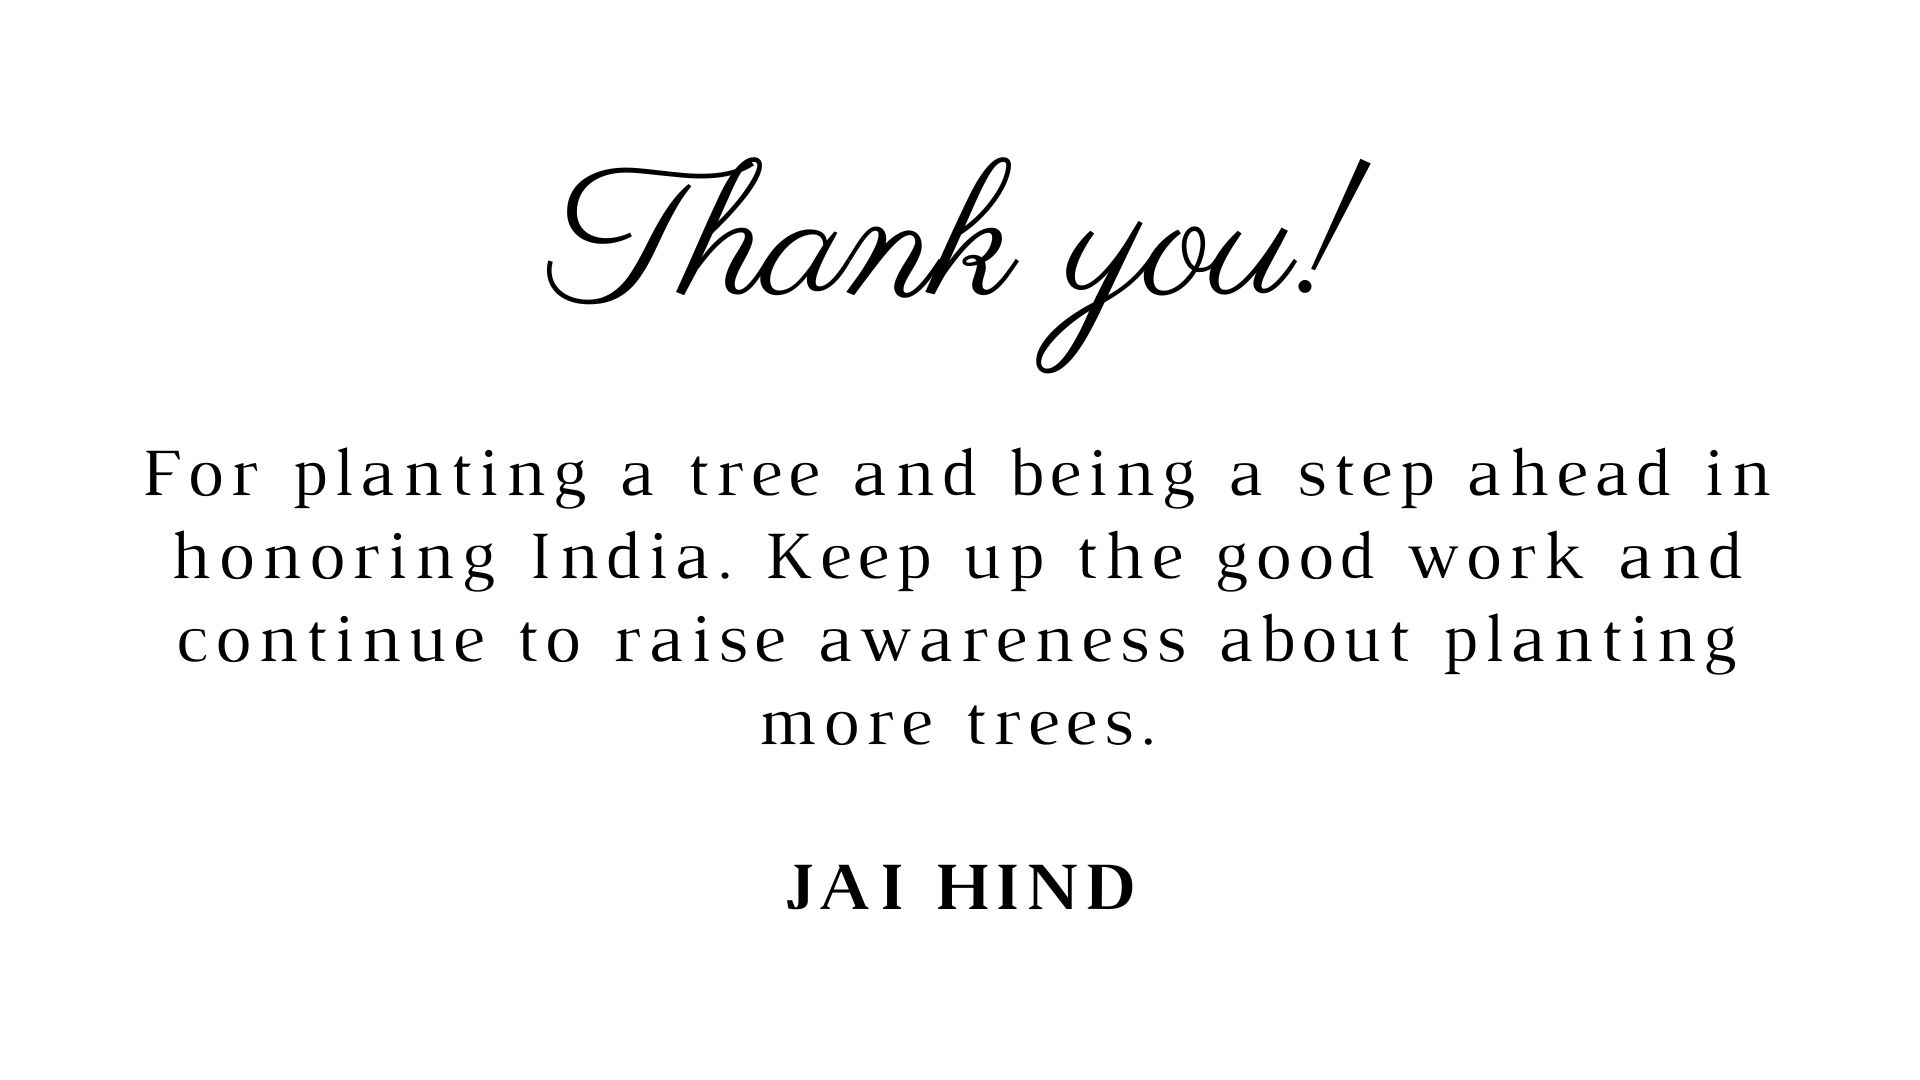 Thank you!
For planting a tree and being a step ahead in
honoring India. Keep up the good work and
continue to raise awareness about planting
more trees.
JAI HIND